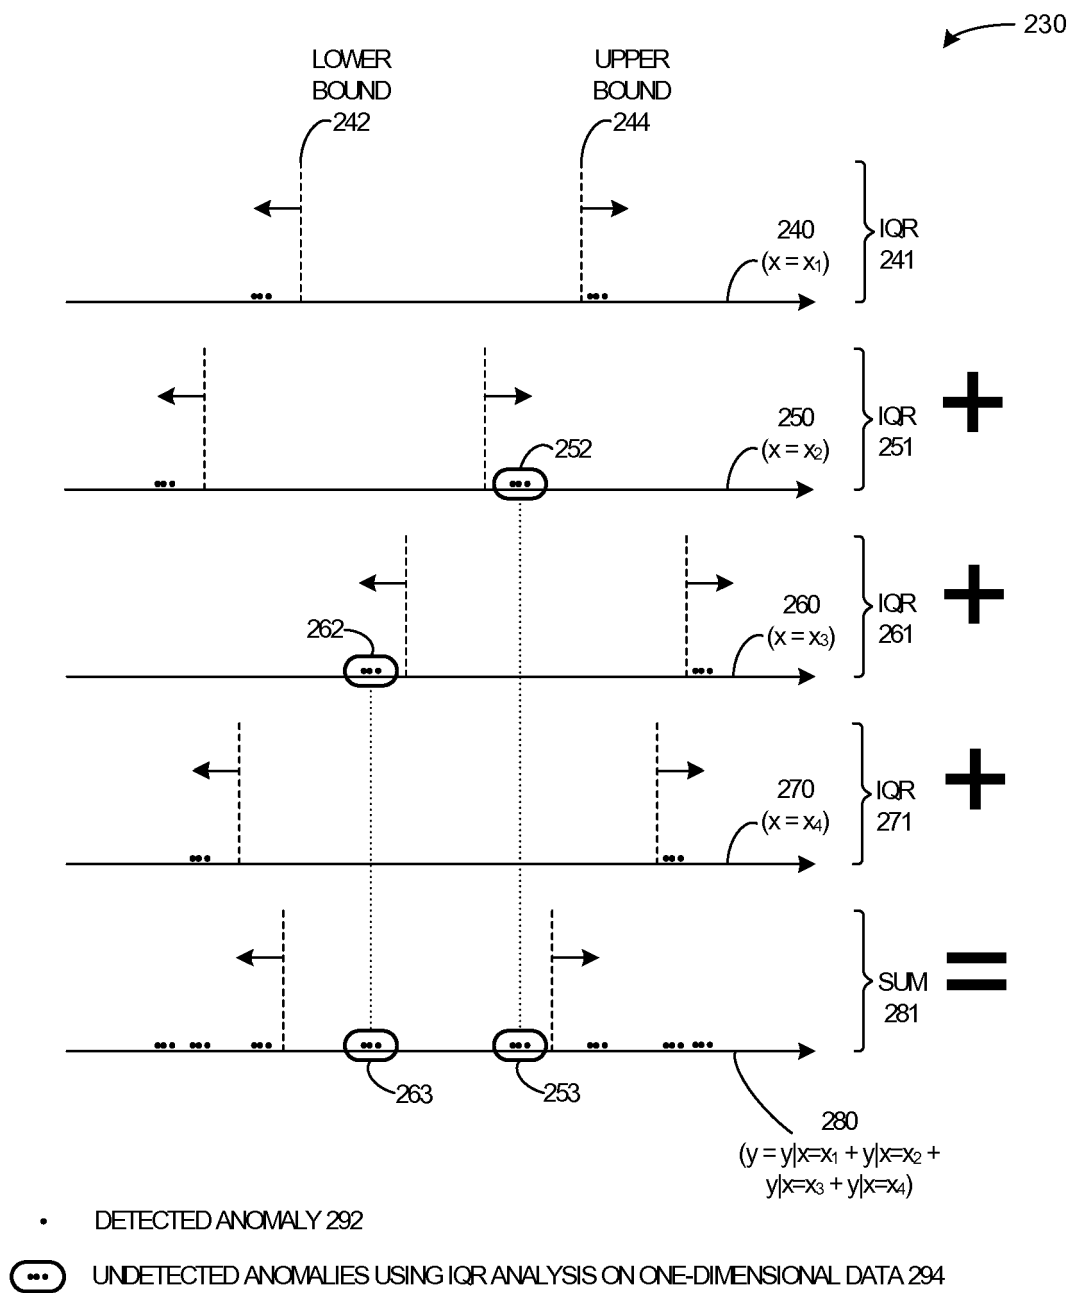 230
LOWER
BOUND
242
UPPER
BOUND
244
240
(x = x₁)
IQR
241
250
(x = x₂)
IQR
251
+
252
260
(x = x₃)
IQR
261
+
262
270
(x = x₄)
IQR
271
+
SUM
281
=
263
253
280
(y = y|x=x₁ + y|x=x₂ +
y|x=x₃ + y|x=x₄)
DETECTED ANOMALY 292
UNDETECTED ANOMALIES USING IQR ANALYSIS ON ONE-DIMENSIONAL DATA 294